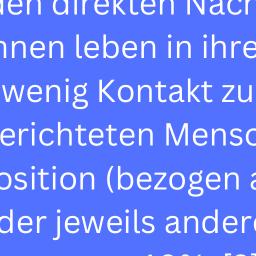 den direkten Nach
nnen leben in ihre
wenig Kontakt zu
erichteten Mensc
osition (bezogen a
der jeweils andere